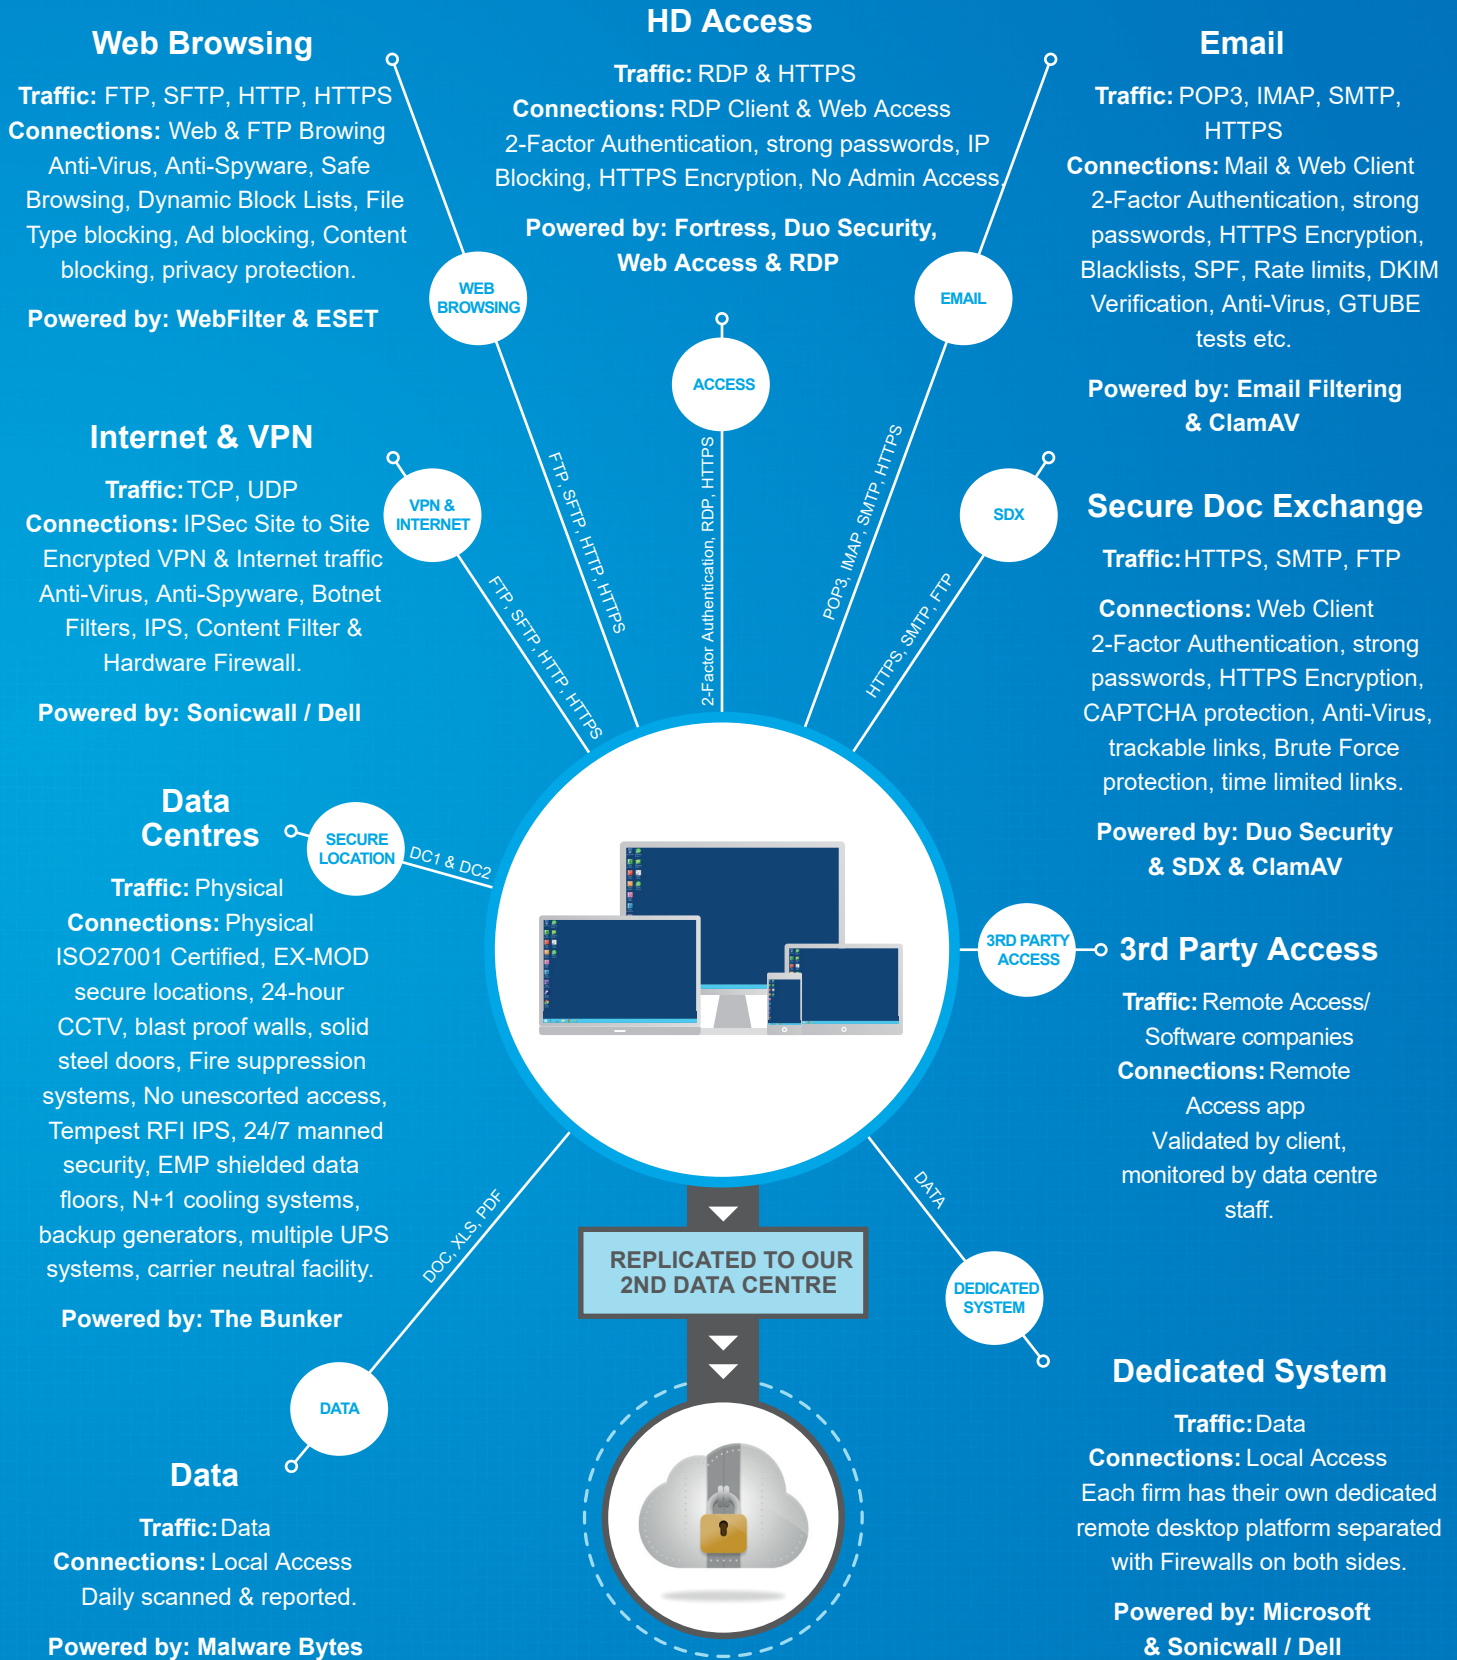 Web Browsing
Traffic: FTP, SFTP, HTTP, HTTPS
Connections: Web & FTP Browing
Anti-Virus, Anti-Spyware, Safe
Browsing, Dynamic Block Lists, File
Type blocking, Ad blocking, Content
blocking, privacy protection.
Powered by: WebFilter & ESET
HD Access
Traffic: RDP & HTTPS
Connections: RDP Client & Web Access
2-Factor Authentication, strong passwords, IP
Blocking, HTTPS Encryption, No Admin Access.
Powered by: Fortress, Duo Security,
Web Access & RDP
Email
Traffic: POP3, IMAP, SMTP,
HTTPS
Connections: Mail & Web Client
2-Factor Authentication, strong
passwords, HTTPS Encryption,
Blacklists, SPF, Rate limits, DKIM
Verification, Anti-Virus, GTUBE
tests etc.
Powered by: Email Filtering
& ClamAV
WEB
BROWSING
FTP, SFTP, HTTP, HTTPS
ACCESS
2-Factor Authentication, RDP, HTTPS
EMAIL
POP3, IMAP, SMTP, HTTPS
Internet & VPN
Traffic: TCP, UDP
Connections: IPSec Site to Site
Encrypted VPN & Internet traffic
Anti-Virus, Anti-Spyware, Botnet
Filters, IPS, Content Filter &
Hardware Firewall.
Powered by: Sonicwall / Dell
VPN &
INTERNET
FTP, SFTP, HTTP, HTTPS
SDX
HTTPS, SMTP, FTP
Secure Doc Exchange
Traffic: HTTPS, SMTP, FTP
Connections: Web Client
2-Factor Authentication, strong
passwords, HTTPS Encryption,
CAPTCHA protection, Anti-Virus,
trackable links, Brute Force
protection, time limited links.
Powered by: Duo Security
& SDX & ClamAV
Data
Centres
Traffic: Physical
Connections: Physical
ISO27001 Certified, EX-MOD
secure locations, 24-hour
CCTV, blast proof walls, solid
steel doors, Fire suppression
systems, No unescorted access,
Tempest RFI IPS, 24/7 manned
security, EMP shielded data
floors, N+1 cooling systems,
backup generators, multiple UPS
systems, carrier neutral facility.
Powered by: The Bunker
SECURE
LOCATION
DC1 & DC2
3RD PARTY
ACCESS
3rd Party Access
Traffic: Remote Access/
Software companies
Connections: Remote
Access app
Validated by client,
monitored by data centre
staff.
DOC, XLS, PDF
DATA
REPLICATED TO OUR
2ND DATA CENTRE
DATA
DEDICATED
SYSTEM
Data
Traffic: Data
Connections: Local Access
Daily scanned & reported.
Powered by: Malware Bytes
Dedicated System
Traffic: Data
Connections: Local Access
Each firm has their own dedicated
remote desktop platform separated
with Firewalls on both sides.
Powered by: Microsoft
& Sonicwall / Dell